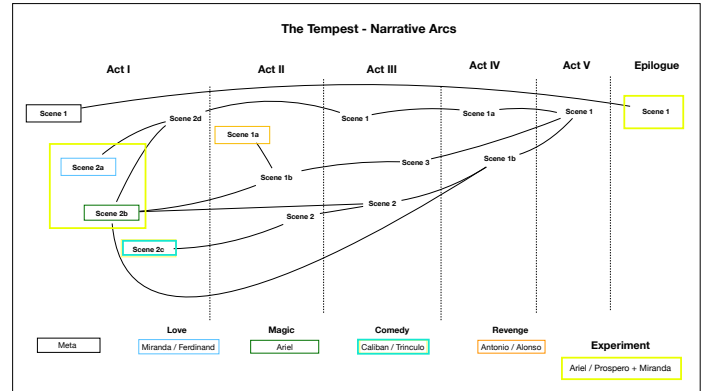 The Tempest - Narrative Arcs
Act I
Act II
Act III
Act IV
Act V
Epilogue
Scene 1
Scene 2d
Scene 1
Scene 1a
Scene 1
Scene 1
Scene 1a
Scene 2a
Scene 1b
Scene 3
Scene 1b
Scene 2b
Scene 2
Scene 2
Scene 2c
Love
Magic
Comedy
Revenge
Experiment
Meta
Miranda / Ferdinand
Ariel
Caliban / Trinculo
Antonio / Alonso
Ariel / Prospero + Miranda